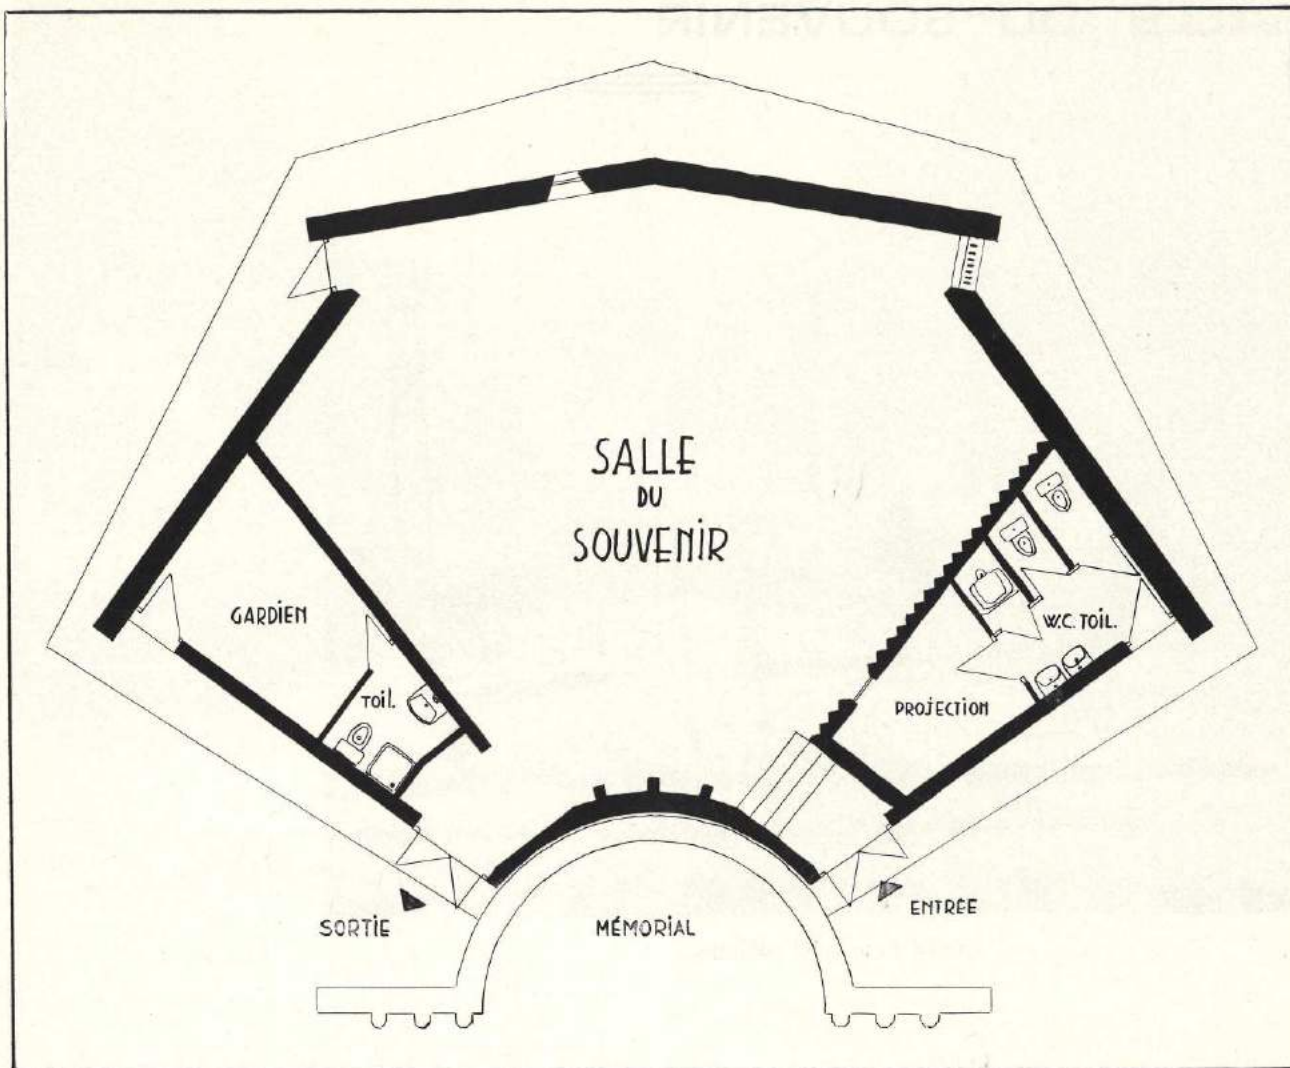 SALLE
DU
SOUVENIR
GARDIEN
TOIL.
W.C. TOIL.
PROJECTION
SORTIE
MÉMORIAL
ENTRÉE